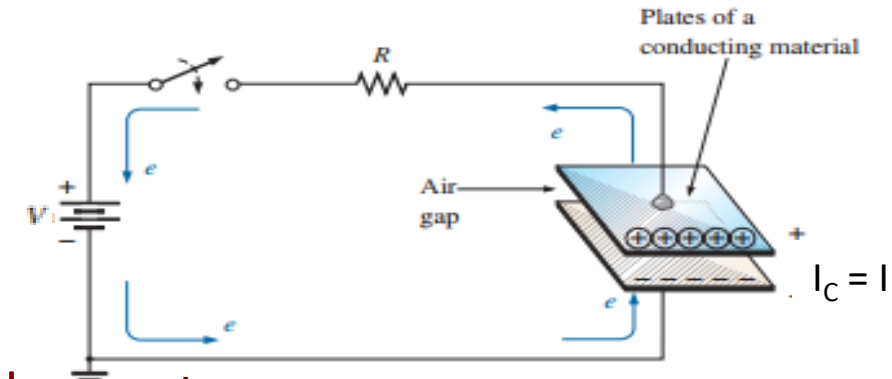 Plates of a
conducting material
R
e
e
Air
gap
+
V
−
+ + + + +
+
− − − − −
-
I_C = I
e
e